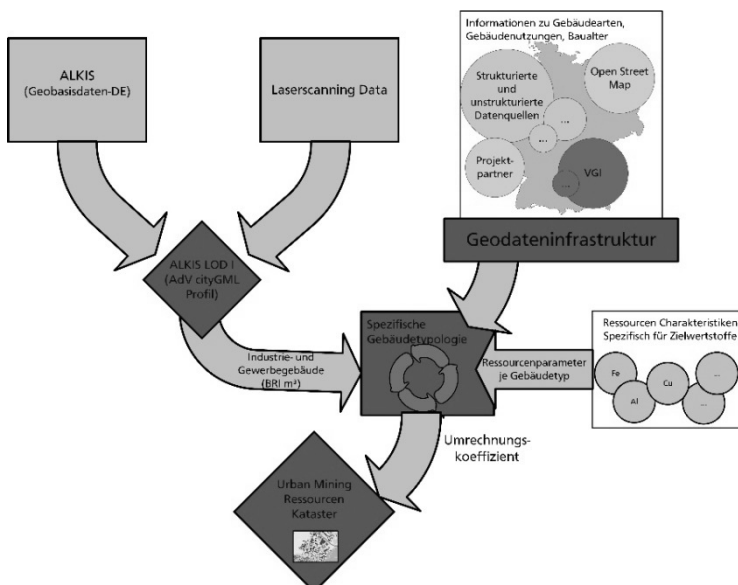 Informationen zu Gebäudearten,
Gebäudenutzungen, Baualter
ALKIS
(Geobasisdaten-DE)
Laserscanning Data
Strukturierte
und
unstrukturierte
Datenquellen
Open Street
Map
...
...
Projekt-
partner
...
VGI
Geodateninfrastruktur
ALKIS LOD I
(AdV cityGML
Profil)
Industrie- und
Gewerbegebäude
(BRI m³)
Spezifische
Gebäudetypologie
Ressourcenparameter
je Gebäudetyp
Ressourcen Charakteristiken
Spezifisch für Zielwertstoffe
Fe
Al
Cu
...
...
Umrechnungs-
koeffizient
Urban Mining
Ressourcen
Kataster